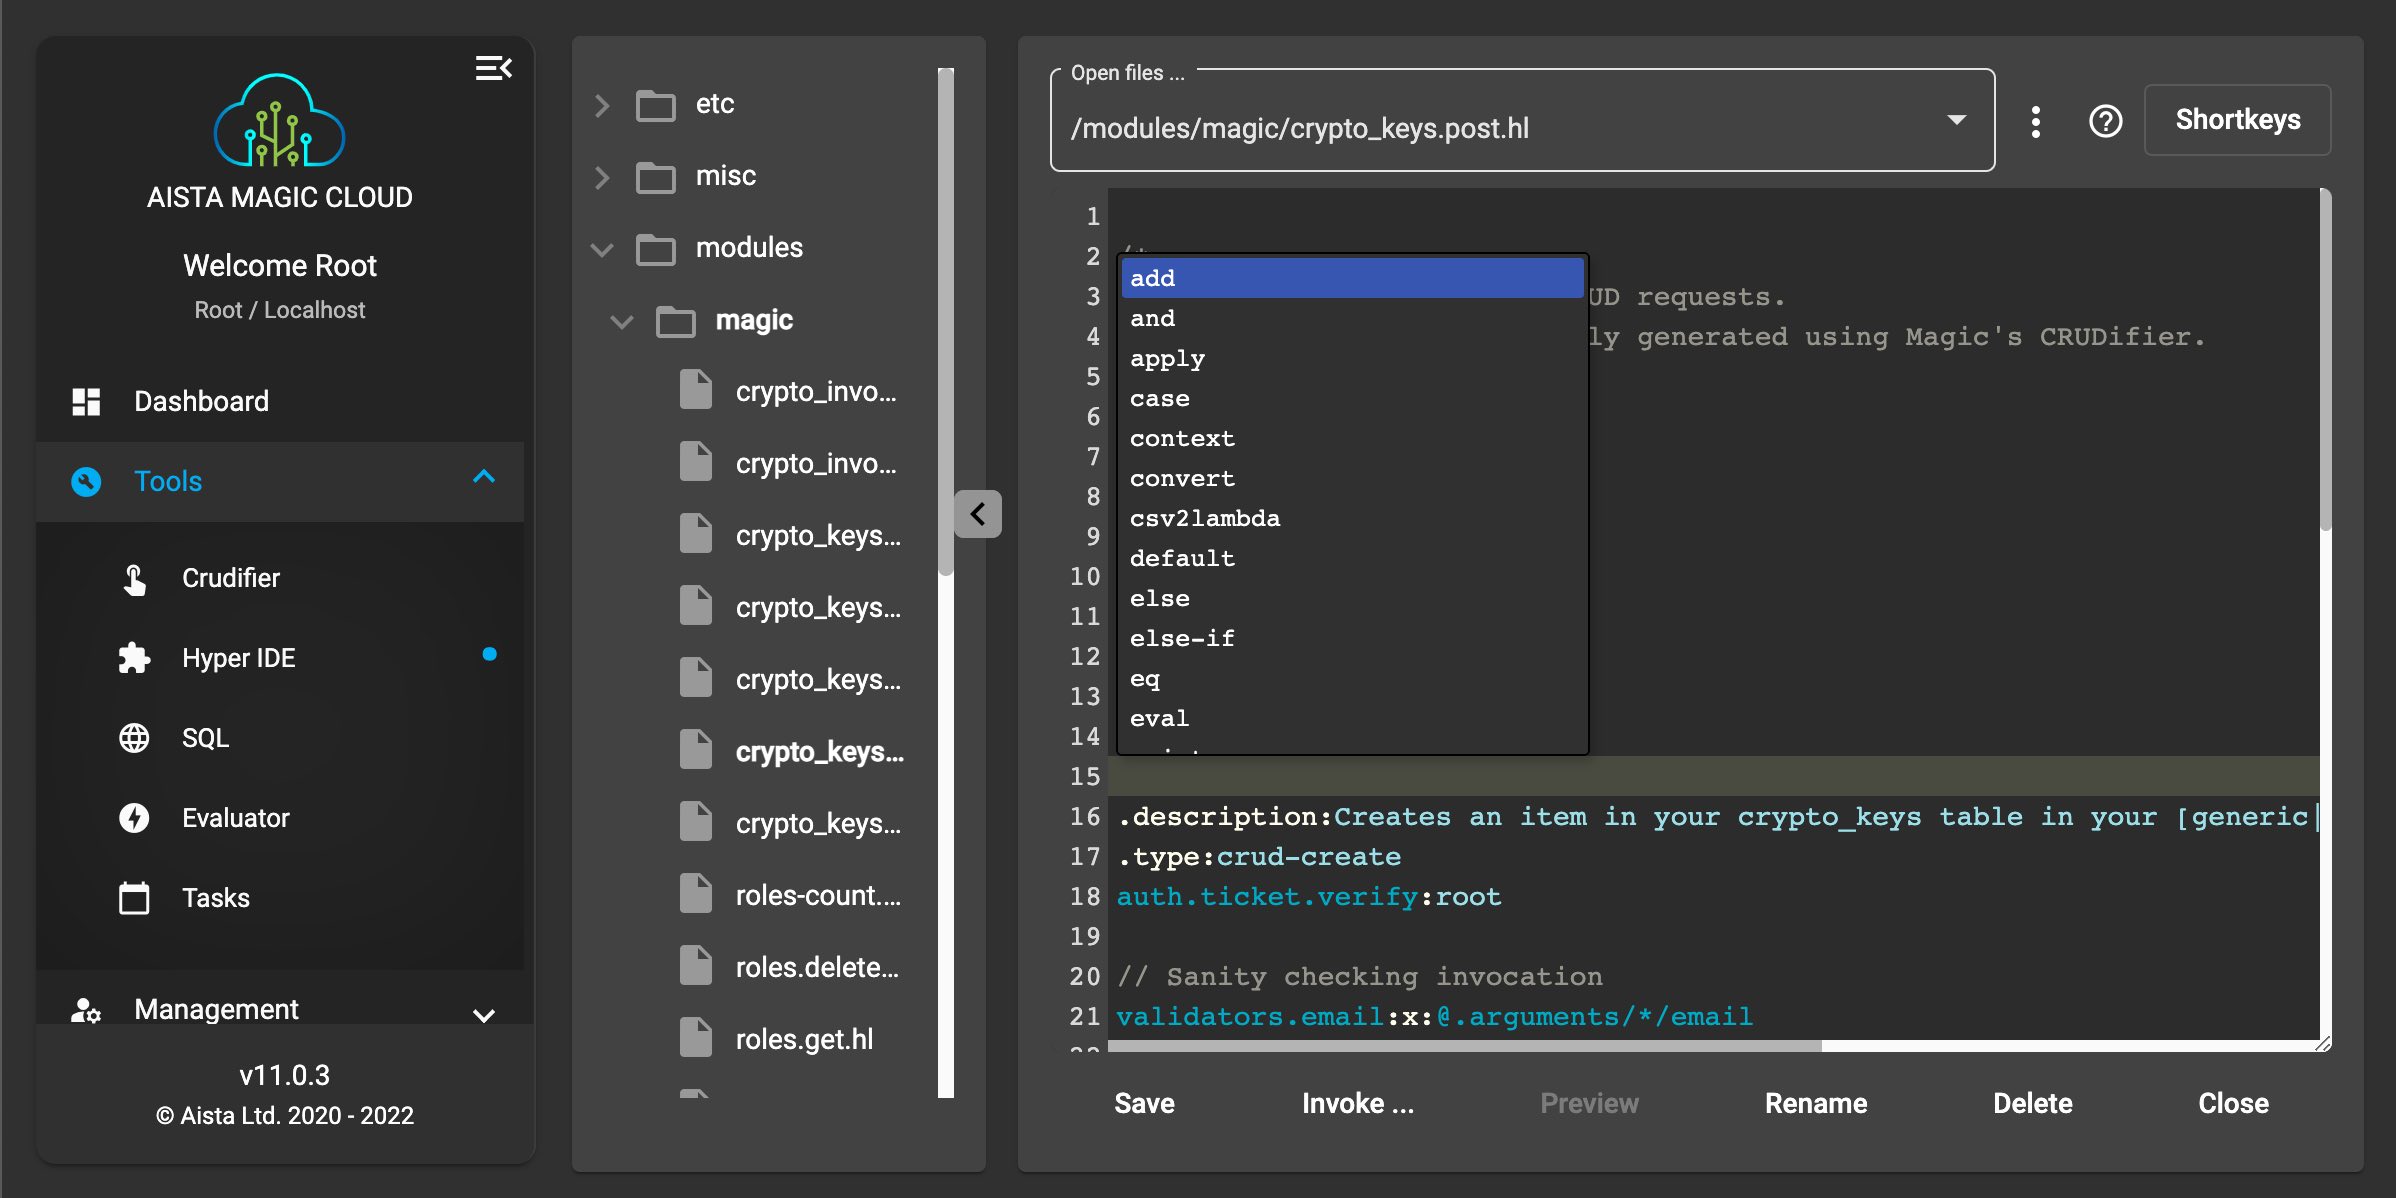 AISTA MAGIC CLOUD
Welcome Root
Root / Localhost
Dashboard
Tools
Crudifier
Hyper IDE
SQL
Evaluator
Tasks
Management
v11.0.3
© Aista Ltd. 2020 - 2022
etc
misc
modules
magic
crypto_invo...
crypto_invo...
crypto_keys...
crypto_keys...
crypto_keys...
crypto_keys...
crypto_keys...
roles-count....
roles.delete...
roles.get.hl
Open files ...
/modules/magic/crypto_keys.post.hl
Shortkeys
1
2
3 UD requests.
4 ly generated using Magic's CRUDifier.
5
6
7
8
9
10
11
12
13
14
15
add
and
apply
case
context
convert
csv2lambda
default
else
else-if
eq
eval
16 .description:Creates an item in your crypto_keys table in your [generic|
17 .type:crud-create
18 auth.ticket.verify:root
19
20 // Sanity checking invocation
21 validators.email:x:@.arguments/*/email
Save
Invoke ...
Preview
Rename
Delete
Close